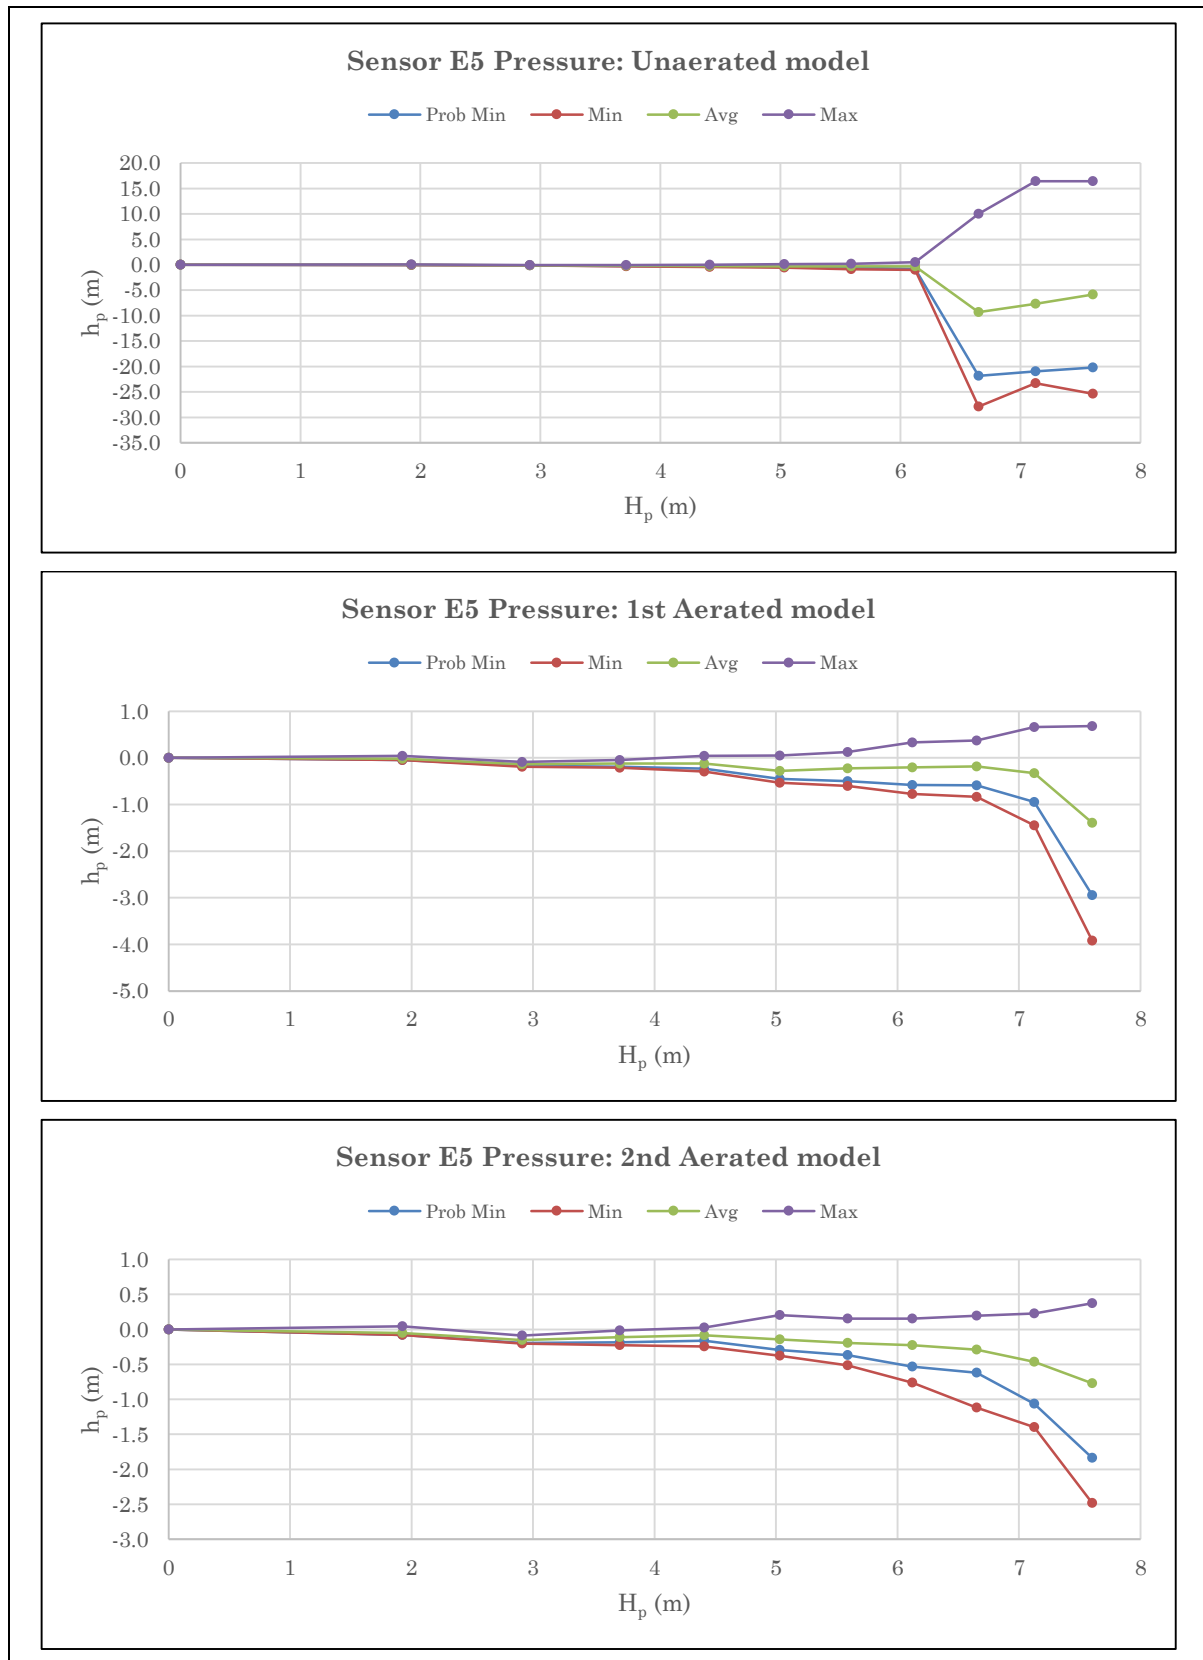 Sensor E5 Pressure: Unaerated model
Prob Min Min Avg Max
20.0
15.0
10.0
5.0
0.0
-5.0
-10.0
-15.0
-20.0
-25.0
-30.0
-35.0
h_p (m)
0 1 2 3 4 5 6 7 8
H_p (m)
Sensor E5 Pressure: 1st Aerated model
Prob Min Min Avg Max
1.0
0.0
-1.0
-2.0
-3.0
-4.0
-5.0
h_p (m)
0 1 2 3 4 5 6 7 8
H_p (m)
Sensor E5 Pressure: 2nd Aerated model
Prob Min Min Avg Max
1.0
0.5
0.0
-0.5
-1.0
-1.5
-2.0
-2.5
-3.0
h_p (m)
0 1 2 3 4 5 6 7 8
H_p (m)